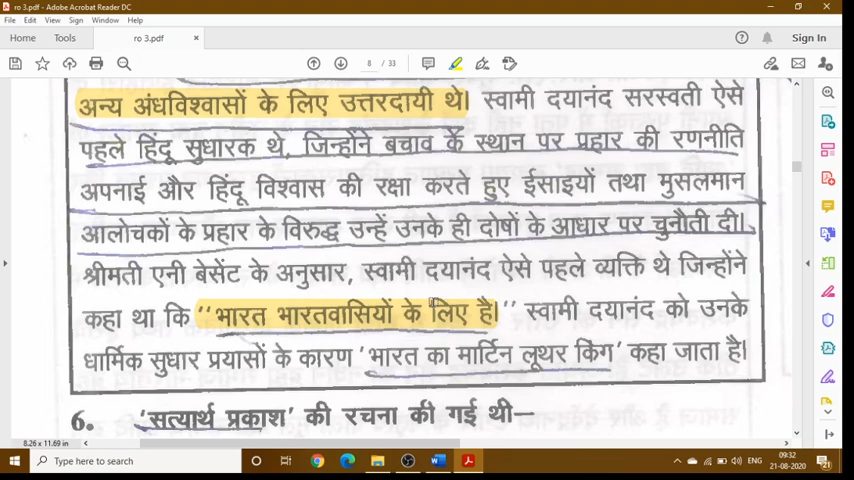 ro 3.pdf - Adobe Acrobat Reader DC
File Edit View Sign Window Help
Home Tools ro 3.pdf × Sign In
8 / 33
अन्य अंधविश्वासों के लिए उत्तरदायी थे। स्वामी दयानंद सरस्वती ऐसे
पहले हिंदू सुधारक थे, जिन्होंने बचाव के स्थान पर प्रहार की रणनीति
अपनाई और हिंदू विश्वास की रक्षा करते हुए ईसाइयों तथा मुसलमान
आलोचकों के प्रहार के विरुद्ध उन्हें उनके ही दोषों के आधार पर चुनौती दी।
श्रीमती एनी बेसेंट के अनुसार, स्वामी दयानंद ऐसे पहले व्यक्ति थे जिन्होंने
कहा था कि ''भारत भारतवासियों के लिए है।'' स्वामी दयानंद को उनके
धार्मिक सुधार प्रयासों के कारण 'भारत का मार्टिन लूथर किंग' कहा जाता है।
6. 'सत्यार्थ प्रकाश' की रचना की गई थी–
8.26 x 11.69 in
Type here to search
09:32
21-08-2020